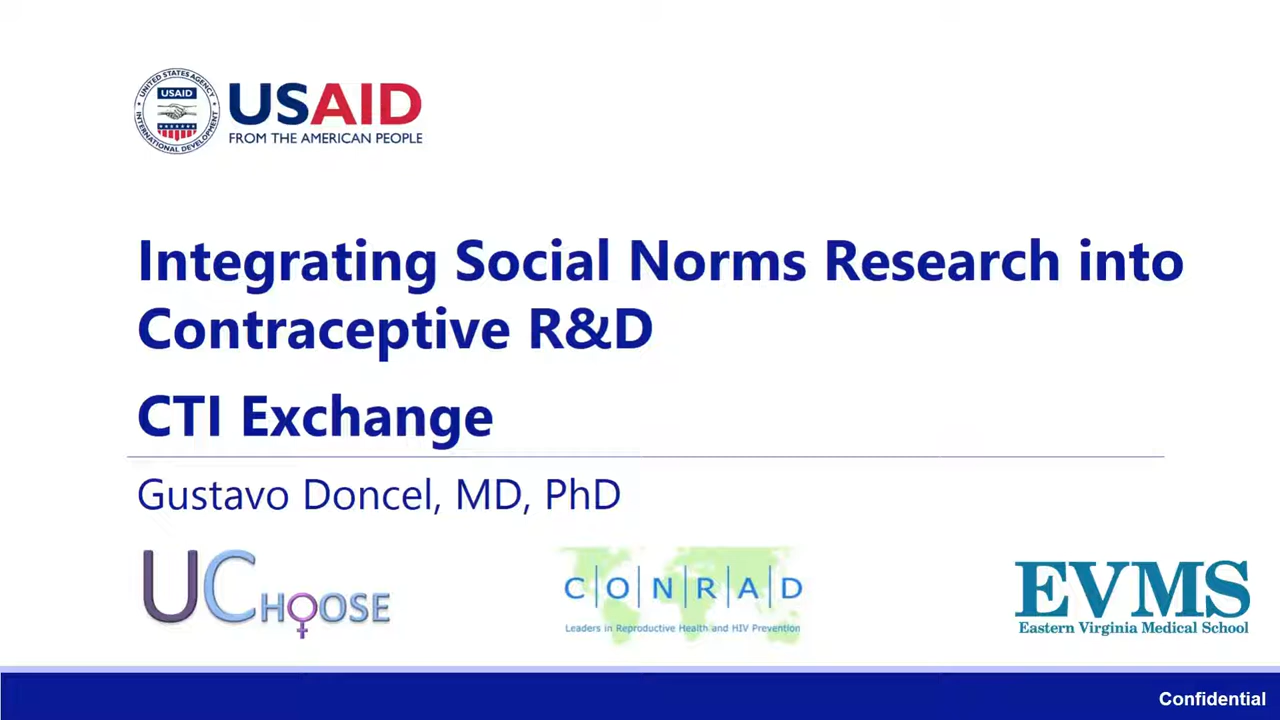 UNITED STATES AGENCY
USAID
INTERNATIONAL DEVELOPMENT
USAID
FROM THE AMERICAN PEOPLE
Integrating Social Norms Research into
Contraceptive R&D
CTI Exchange
Gustavo Doncel, MD, PhD
UCHOOSE
CONRAD
Leaders in Reproductive Health and HIV Prevention
EVMS
Eastern Virginia Medical School
Confidential